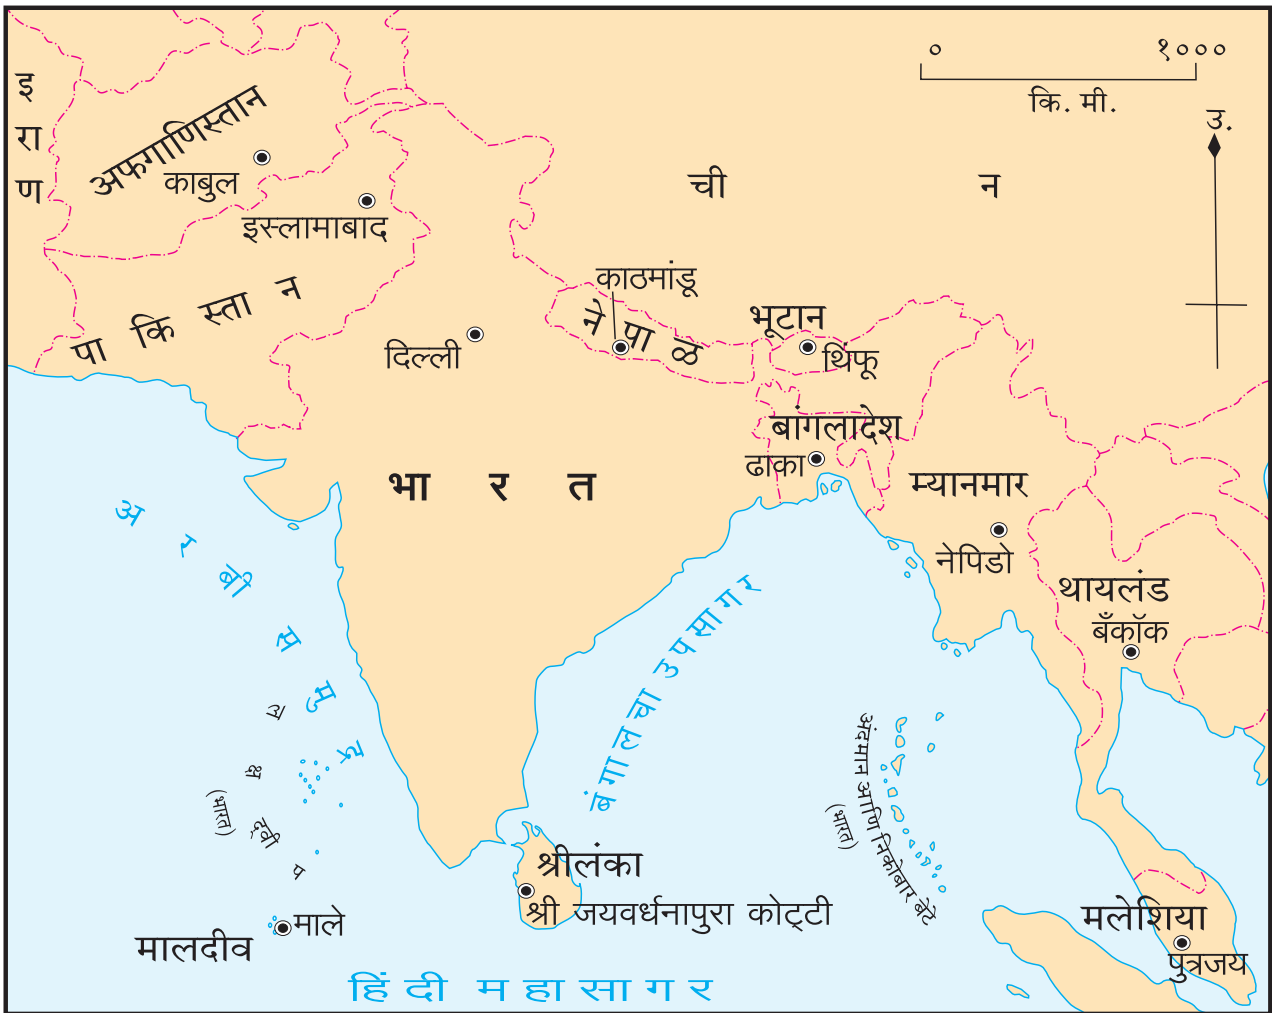 ० १०००
कि. मी.
उ.
इराण
अफगाणिस्तान
काबुल
इस्लामाबाद
चीन
पाकिस्तान
काठमांडू
नेपाळ
भूटान
थिंफू
दिल्ली
बांगलादेश
ढाका
भारत
म्यानमार
नेपिडो
थायलंड
बँकॉक
अरबी समुद्र
बंगालचा उपसागर
लक्षद्वीप
(भारत)
अंदमान आणि निकोबार बेटे
(भारत)
श्रीलंका
श्री जयवर्धनापुरा कोट्टी
माले
मालदीव
मलेशिया
पुत्रजय
हिंदी महासागर